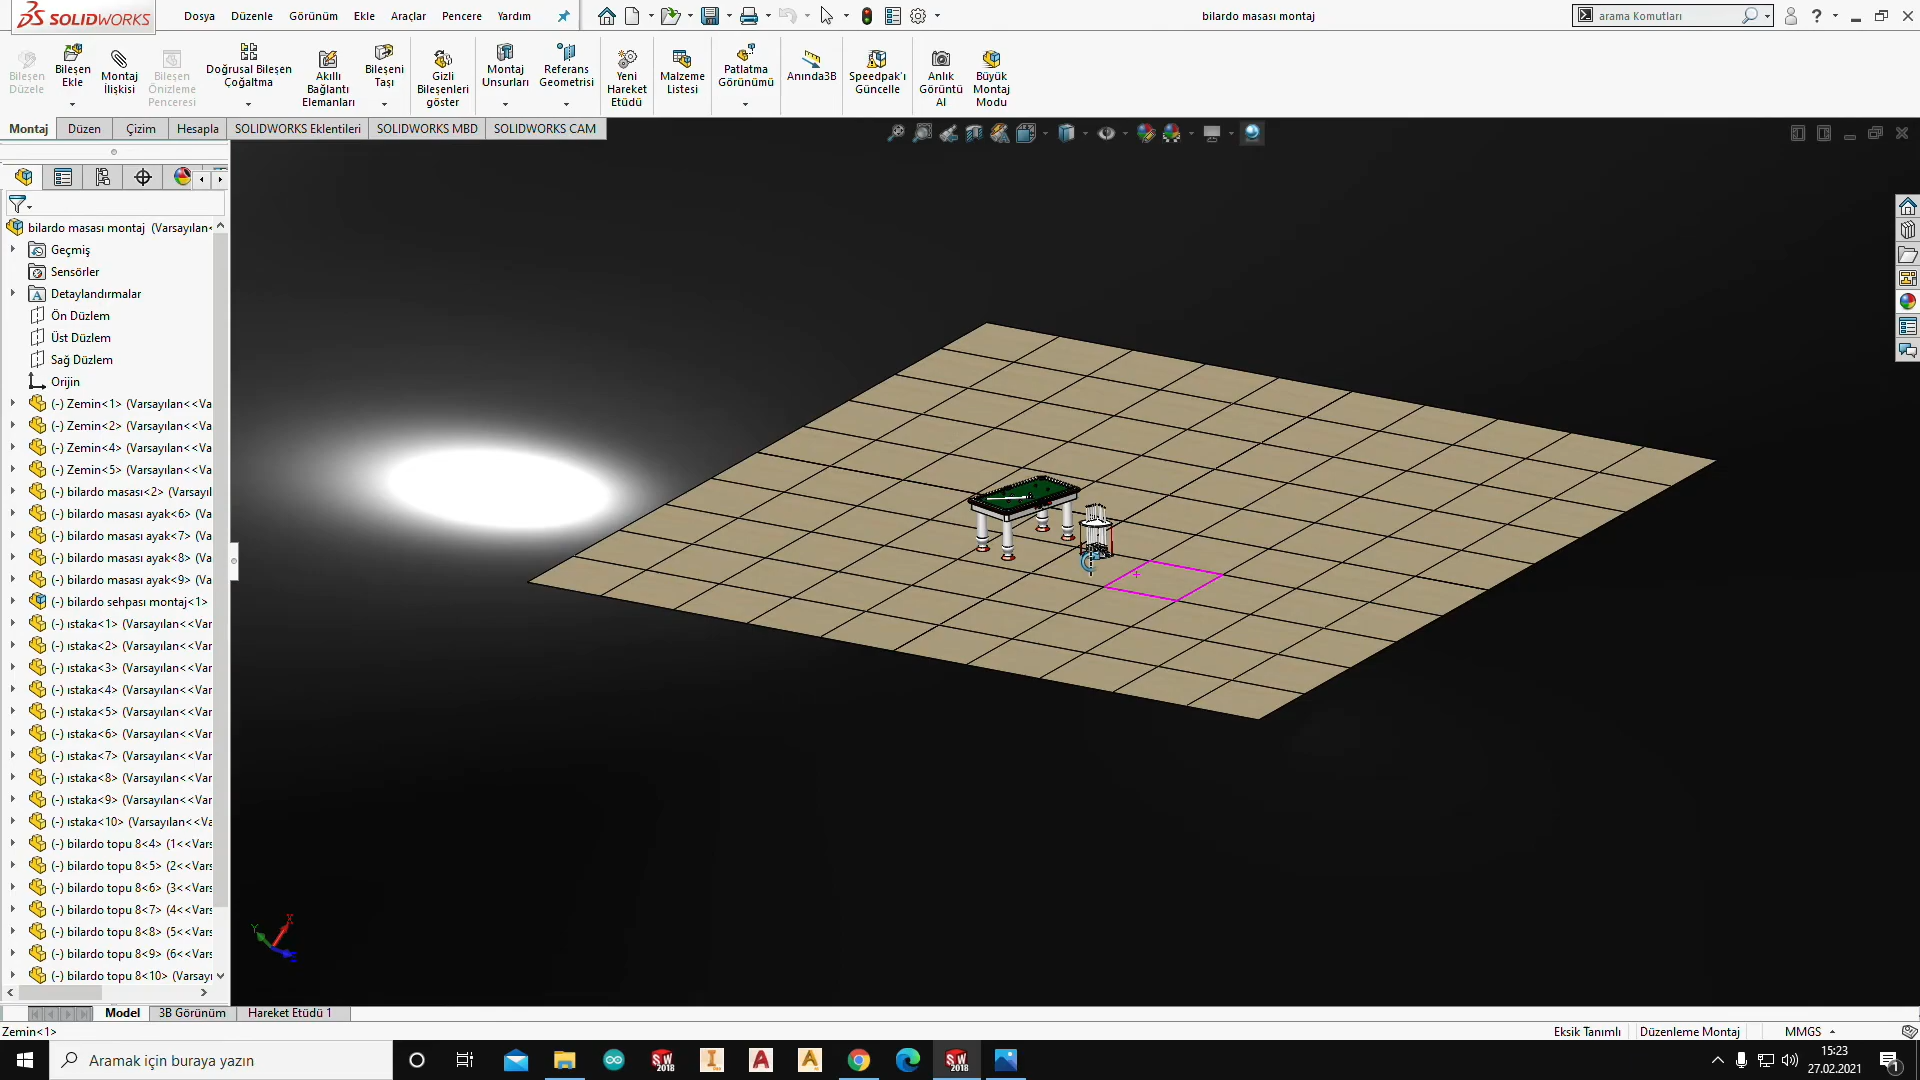 SOLIDWORKS
Dosya Düzenle Görünüm Ekle Araçlar Pencere Yardım
bilardo masası montaj
arama Komutları
Bileşen Düzele
Bileşen Ekle
Montaj İlişkisi
Bileşen Önizleme Penceresi
Doğrusal Bileşen Çoğaltma
Akıllı Bağlantı Elemanları
Bileşeni Taşı
Gizli Bileşenleri göster
Montaj Unsurları
Referans Geometrisi
Yeni Hareket Etüdü
Malzeme Listesi
Patlatma Görünümü
Anında3B
Speedpak'ı Güncelle
Anlık Görüntü Al
Büyük Montaj Modu
Montaj Düzen Çizim Hesapla SOLIDWORKS Eklentileri SOLIDWORKS MBD SOLIDWORKS CAM
bilardo masası montaj (Varsayılan<
Geçmiş
Sensörler
Detaylandırmalar
Ön Düzlem
Üst Düzlem
Sağ Düzlem
Orijin
(-) Zemin<1> (Varsayılan<<Va
(-) Zemin<2> (Varsayılan<<Va
(-) Zemin<4> (Varsayılan<<Va
(-) Zemin<5> (Varsayılan<<Va
(-) bilardo masası<2> (Varsayıl
(-) bilardo masası ayak<6> (Va
(-) bilardo masası ayak<7> (Va
(-) bilardo masası ayak<8> (Va
(-) bilardo masası ayak<9> (Va
(-) bilardo sehpası montaj<1>
(-) ıstaka<1> (Varsayılan<<Var
(-) ıstaka<2> (Varsayılan<<Var
(-) ıstaka<3> (Varsayılan<<Var
(-) ıstaka<4> (Varsayılan<<Var
(-) ıstaka<5> (Varsayılan<<Var
(-) ıstaka<6> (Varsayılan<<Var
(-) ıstaka<7> (Varsayılan<<Var
(-) ıstaka<8> (Varsayılan<<Var
(-) ıstaka<9> (Varsayılan<<Var
(-) ıstaka<10> (Varsayılan<<Va
(-) bilardo topu 8<4> (1<<Vars
(-) bilardo topu 8<5> (2<<Vars
(-) bilardo topu 8<6> (3<<Vars
(-) bilardo topu 8<7> (4<<Vars
(-) bilardo topu 8<8> (5<<Vars
(-) bilardo topu 8<9> (6<<Vars
(-) bilardo topu 8<10> (Varsayı
Model 3B Görünüm Hareket Etüdü 1
Zemin<1>
Eksik Tanımlı Düzenleme Montaj MMGS
Aramak için buraya yazın
SW 2018
SW 2018
15:23
27.02.2021
1